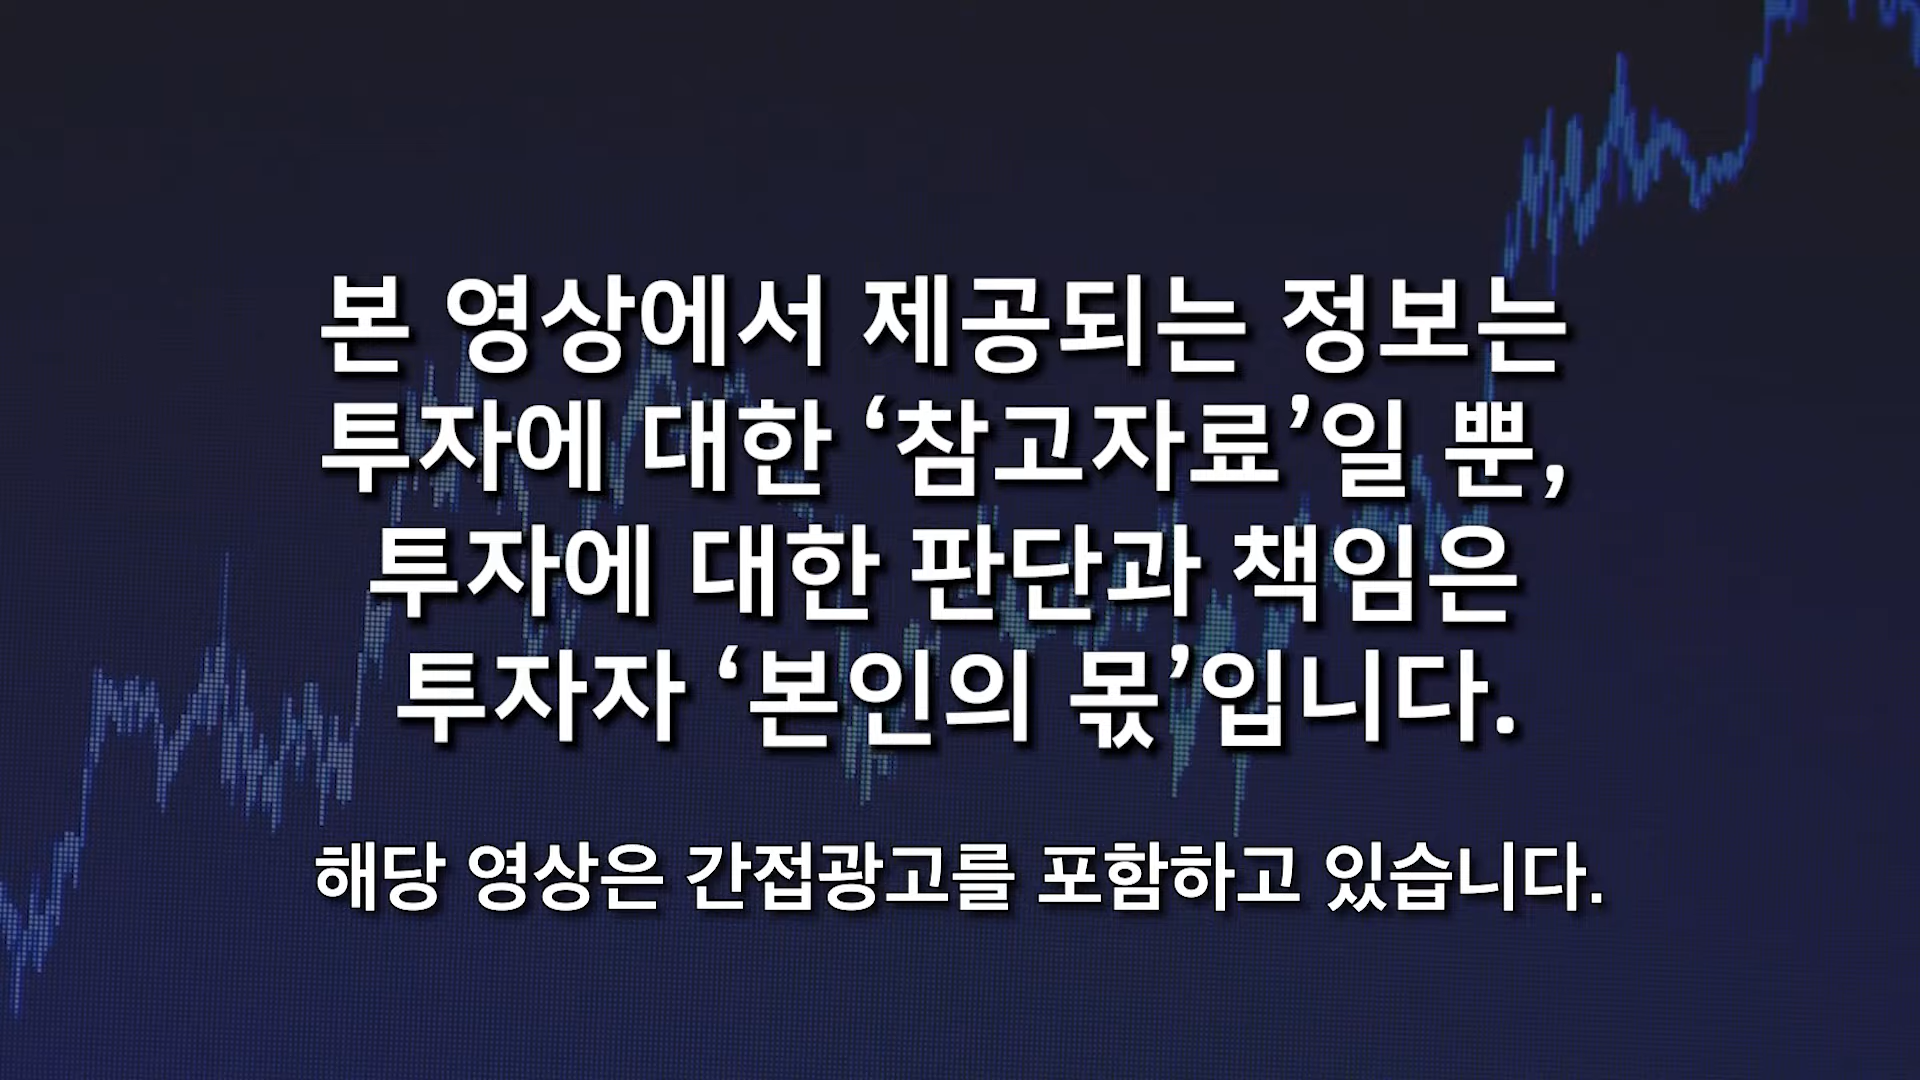 본 영상에서 제공되는 정보는
투자에 대한 ‘참고자료’일 뿐,
투자에 대한 판단과 책임은
투자자 ‘본인의 몫’입니다.
해당 영상은 간접광고를 포함하고 있습니다.